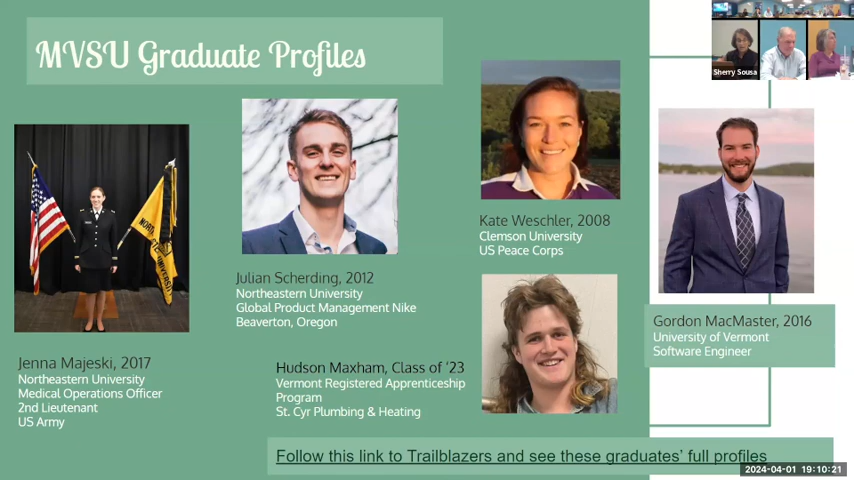 MVSU Graduate Profiles
Sherry Sousa
Jenna Majeski, 2017
Northeastern University
Medical Operations Officer
2nd Lieutenant
US Army
Julian Scherding, 2012
Northeastern University
Global Product Management Nike
Beaverton, Oregon
Kate Weschler, 2008
Clemson University
US Peace Corps
Hudson Maxham, Class of '23
Vermont Registered Apprenticeship
Program
St. Cyr Plumbing & Heating
Gordon MacMaster, 2016
University of Vermont
Software Engineer
Follow this link to Trailblazers and see these graduates' full profiles
2024-04-01 19:10:21